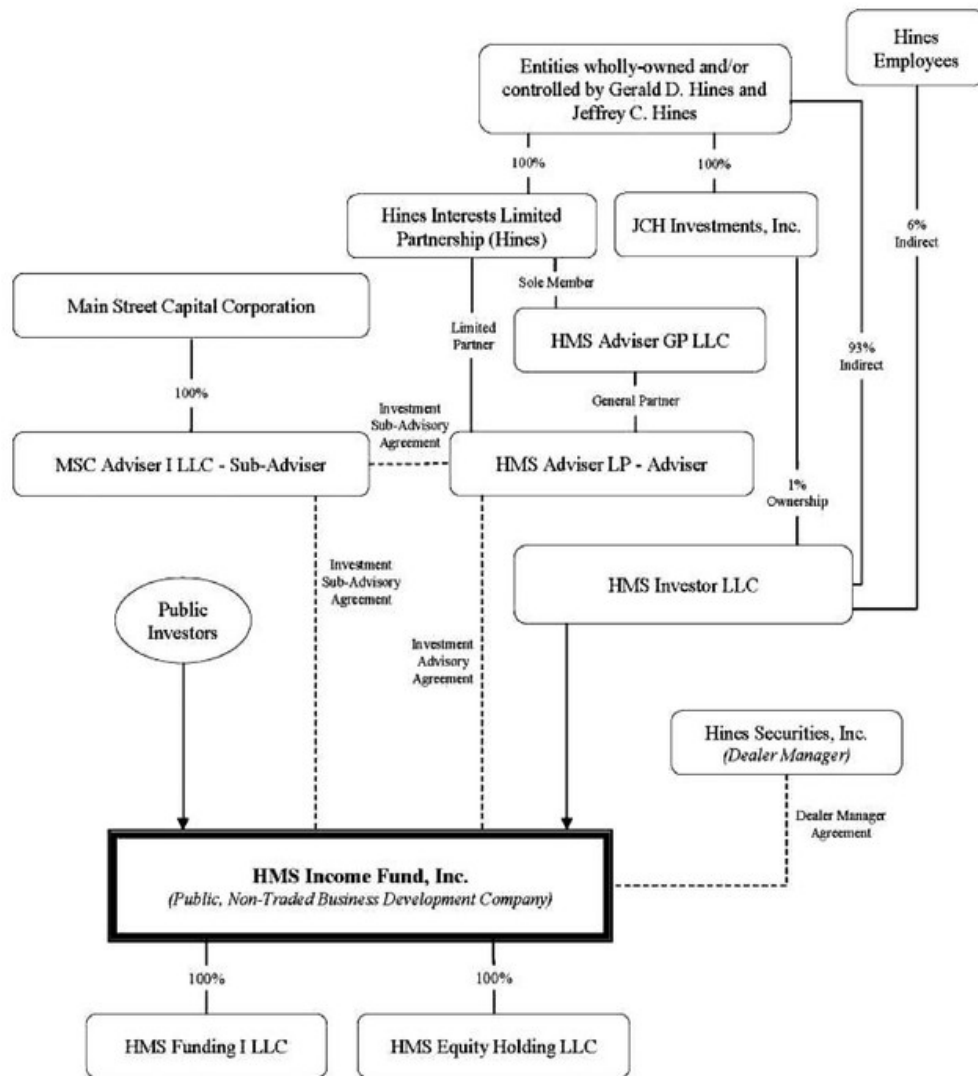 Hines
Employees
Entities wholly-owned and/or
controlled by Gerald D. Hines and
Jeffrey C. Hines
100%
100%
Hines Interests Limited
Partnership (Hines)
JCH Investments, Inc.
6%
Indirect
Sole Member
Main Street Capital Corporation
Limited
Partner
HMS Adviser GP LLC
93%
Indirect
100%
General Partner
Investment
Sub-Advisory
Agreement
MSC Adviser I LLC - Sub-Adviser
HMS Adviser LP - Adviser
1%
Ownership
Investment
Sub-Advisory
Agreement
HMS Investor LLC
Public
Investors
Investment
Advisory
Agreement
Hines Securities, Inc.
(Dealer Manager)
Dealer Manager
Agreement
HMS Income Fund, Inc.
(Public, Non-Traded Business Development Company)
100%
100%
HMS Funding I LLC
HMS Equity Holding LLC